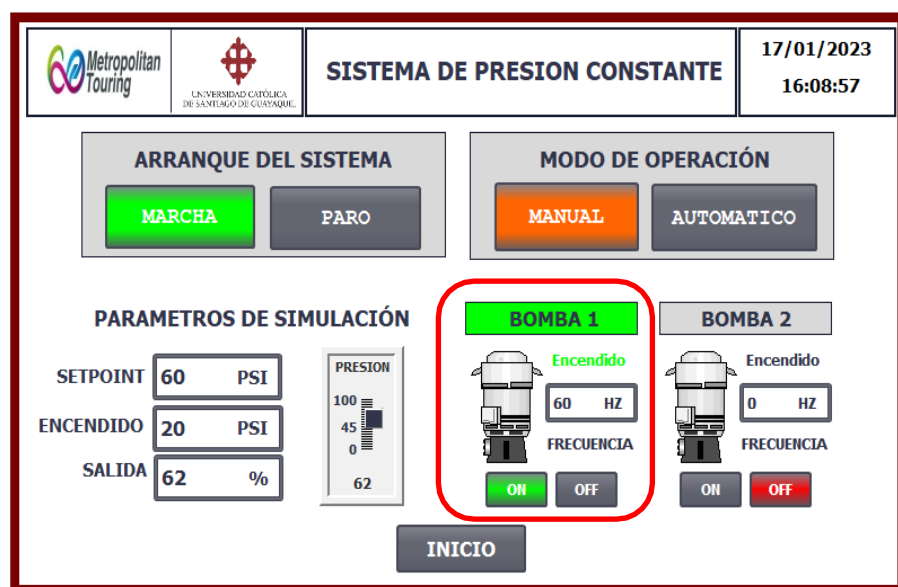 Metropolitan
Touring
UNIVERSIDAD CATÓLICA
DE SANTIAGO DE GUAYAQUIL
SISTEMA DE PRESION CONSTANTE
17/01/2023
16:08:57
ARRANQUE DEL SISTEMA
MARCHA PARO
MODO DE OPERACIÓN
MANUAL AUTOMATICO
PARAMETROS DE SIMULACIÓN
SETPOINT 60 PSI
ENCENDIDO 20 PSI
SALIDA 62 %
PRESION
100
45
0
62
BOMBA 1
Encendido
60 HZ
FRECUENCIA
ON OFF
BOMBA 2
Encendido
0 HZ
FRECUENCIA
ON OFF
INICIO